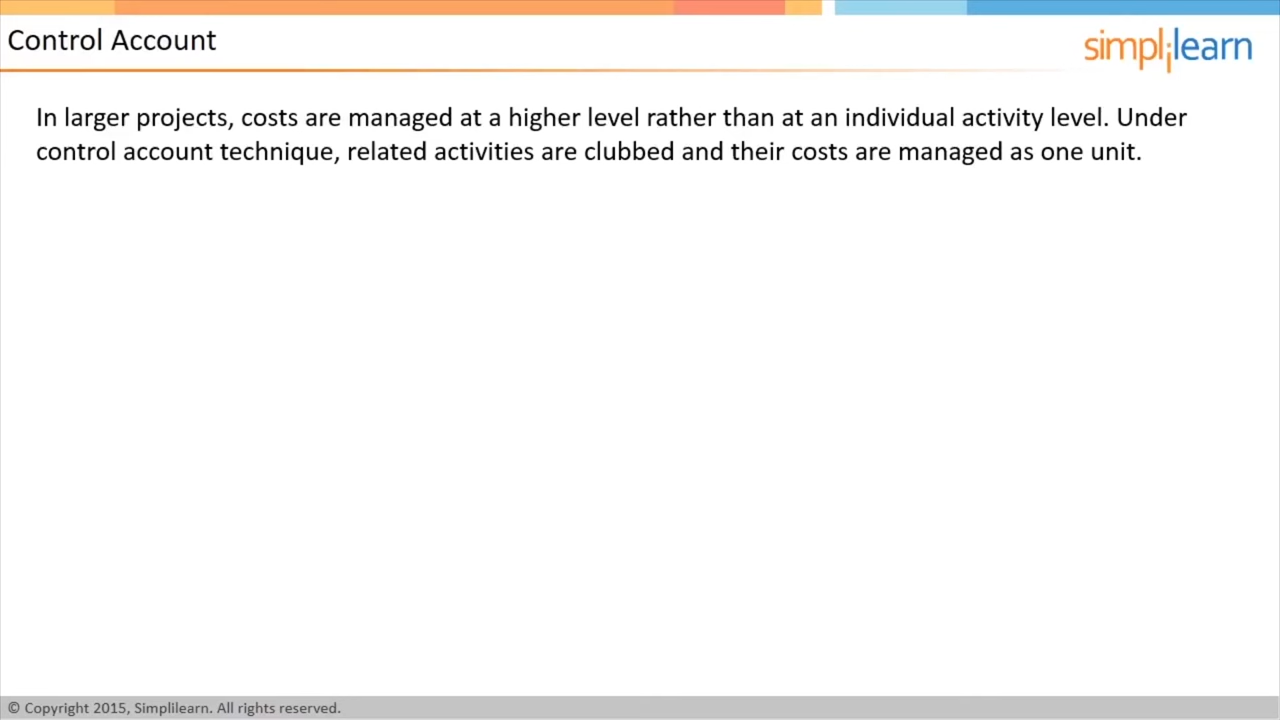 Control Account
simplilearn
In larger projects, costs are managed at a higher level rather than at an individual activity level. Under
control account technique, related activities are clubbed and their costs are managed as one unit.
© Copyright 2015, Simplilearn. All rights reserved.